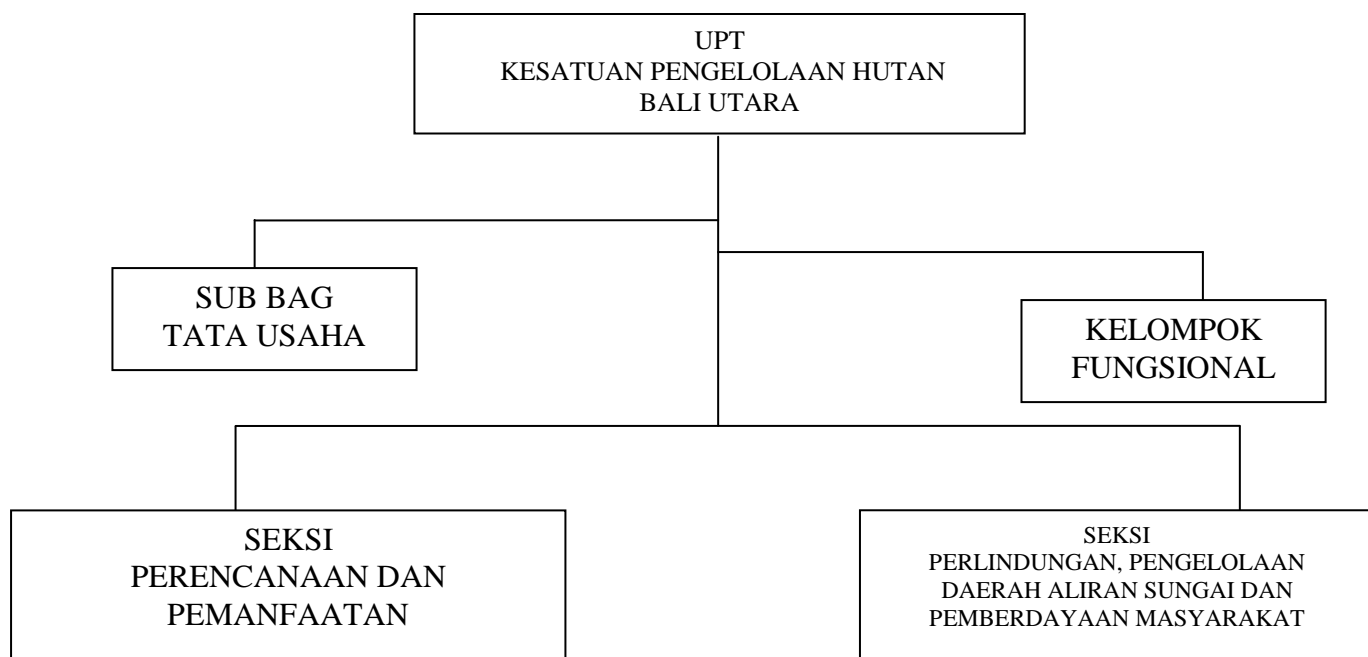 UPT
KESATUAN PENGELOLAAN HUTAN
BALI UTARA
SUB BAG
TATA USAHA
KELOMPOK
FUNGSIONAL
SEKSI
PERENCANAAN DAN
PEMANFAATAN
SEKSI
PERLINDUNGAN, PENGELOLAAN
DAERAH ALIRAN SUNGAI DAN
PEMBERDAYAAN MASYARAKAT